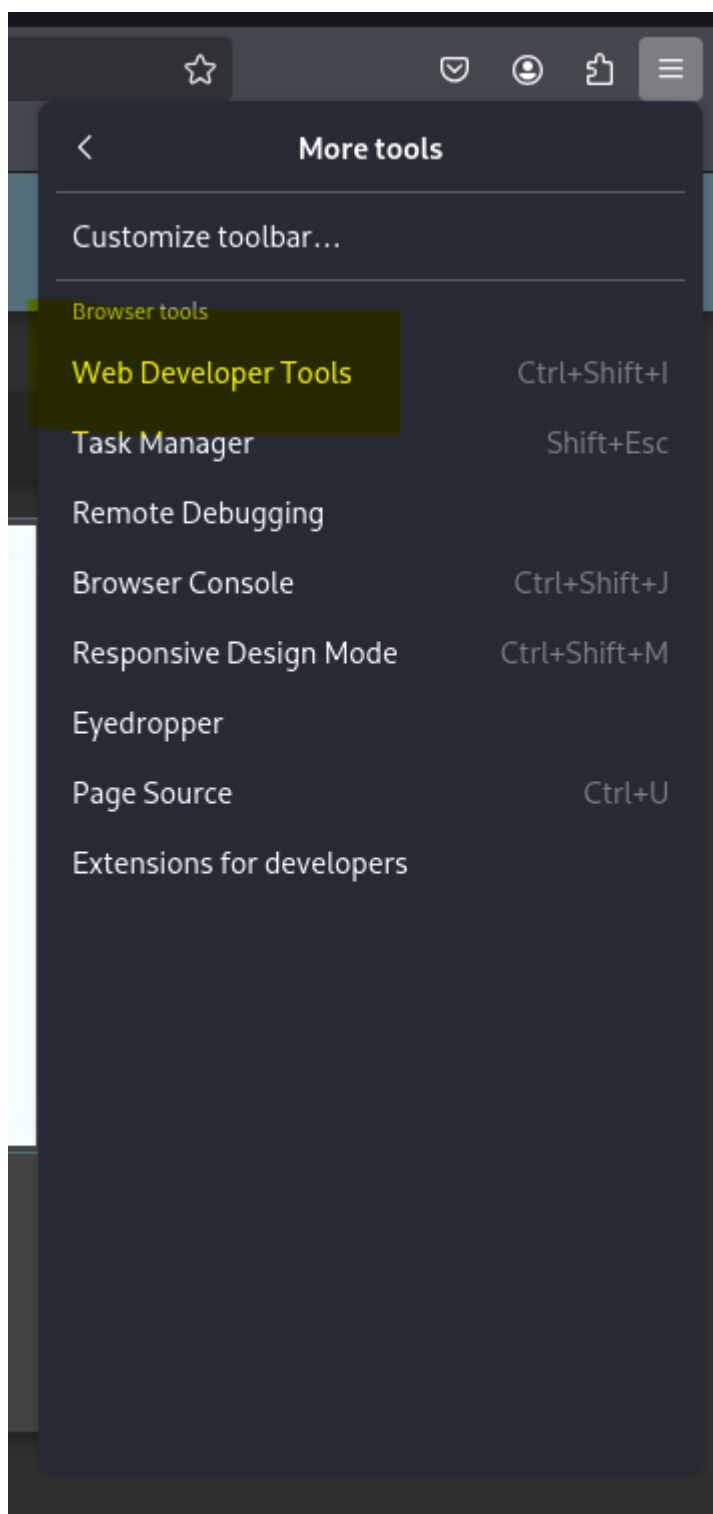 More tools
Customize toolbar...
Browser tools
Web Developer Tools Ctrl+Shift+I
Task Manager Shift+Esc
Remote Debugging
Browser Console Ctrl+Shift+J
Responsive Design Mode Ctrl+Shift+M
Eyedropper
Page Source Ctrl+U
Extensions for developers